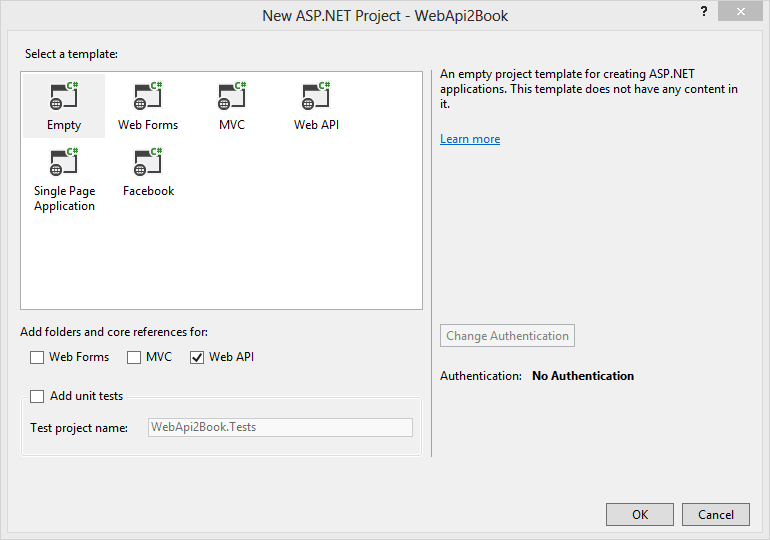 New ASP.NET Project - WebApi2Book
?
Select a template:
C# C# C# C#
Empty Web Forms MVC Web API
C# C#
Single Page Application Facebook
An empty project template for creating ASP.NET
applications. This template does not have any content in
it.
Learn more
Add folders and core references for:
Web Forms MVC Web API
Add unit tests
Test project name: WebApi2Book.Tests
Change Authentication
Authentication: No Authentication
OK Cancel